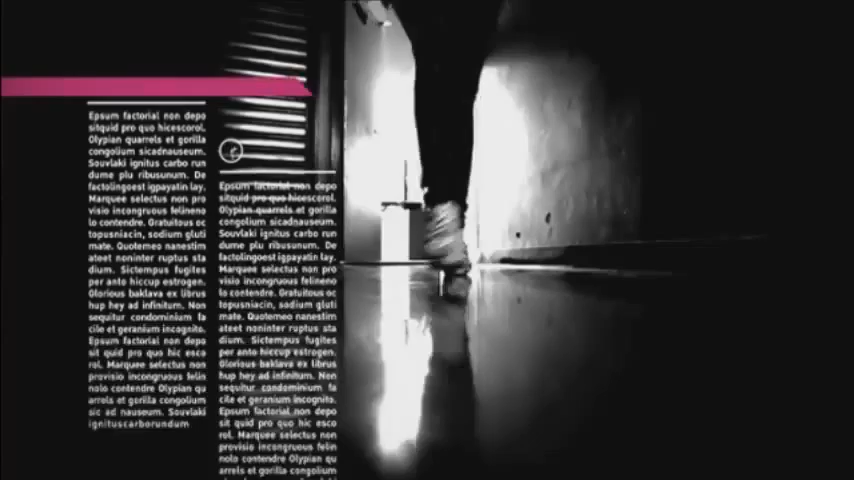 Epsum factorial non depo
sitquid pro quo hicescorol.
Olypian quarrels et gorilla
congolium sicadnauseum.
Souvlaki ignitus carbo run
dume plu ribusunum. De
factolingoest igpayatin lay.
Marquee selectus non pro
visio incongruous felineno
lo contendre. Gratuitous oc
topusniacin, sodium gluti
mate. Quotemeo nanestim
ateet noninter ruptus sta
dium. Sictempus fugites
per anto hiccup estrogen.
Glorious baklava ex librus
hup hey ad infinitum. Non
sequitur condominium fa
cile et geranium incognito.
Epsum factorial non depo
sit quid pro quo hic esco
rol. Marquee selectus non
provisio incongruous felin
nolo contendre Olypian qu
arrels et gorilla congolium
sic ad nauseum. Souvlaki
ignituscarborundum
Epsum factorial non depo
sitquid pro quo hicescorol.
Olypian quarrels et gorilla
congolium sicadnauseum.
Souvlaki ignitus carbo run
dume plu ribusunum. De
factolingoest igpayatin lay.
Marquee selectus non pro
visio incongruous felineno
lo contendre. Gratuitous oc
topusniacin, sodium gluti
mate. Quotemeo nanestim
ateet noninter ruptus sta
dium. Sictempus fugites
per anto hiccup estrogen.
Glorious baklava ex librus
hup hey ad infinitum. Non
sequitur condominium fa
cile et geranium incognito.
Epsum factorial non depo
sit quid pro quo hic esco
rol. Marquee selectus non
provisio incongruous felin
nolo contendre Olypian qu
arrels et gorilla congolium